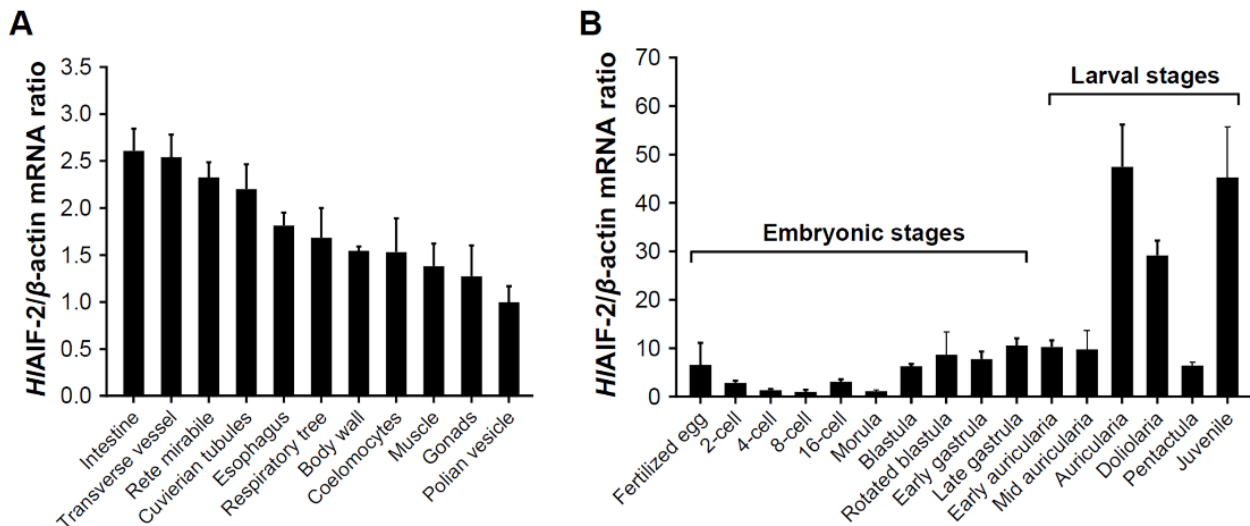 A
HlAIF-2/β-actin mRNA ratio
3.5
3.0
2.5
2.0
1.5
1.0
0.5
0.0
Intestine
Transverse vessel
Rete mirabile
Cuvierian tubules
Esophagus
Respiratory tree
Body wall
Coelomocytes
Muscle
Gonads
Polian vesicle
B
HlAIF-2/β-actin mRNA ratio
70
60
50
40
30
20
10
0
Embryonic stages
Larval stages
Fertilized egg
2-cell
4-cell
8-cell
16-cell
Morula
Blastula
Rotated blastula
Early gastrula
Late gastrula
Early auricularia
Mid auricularia
Auricularia
Doliolaria
Pentactula
Juvenile